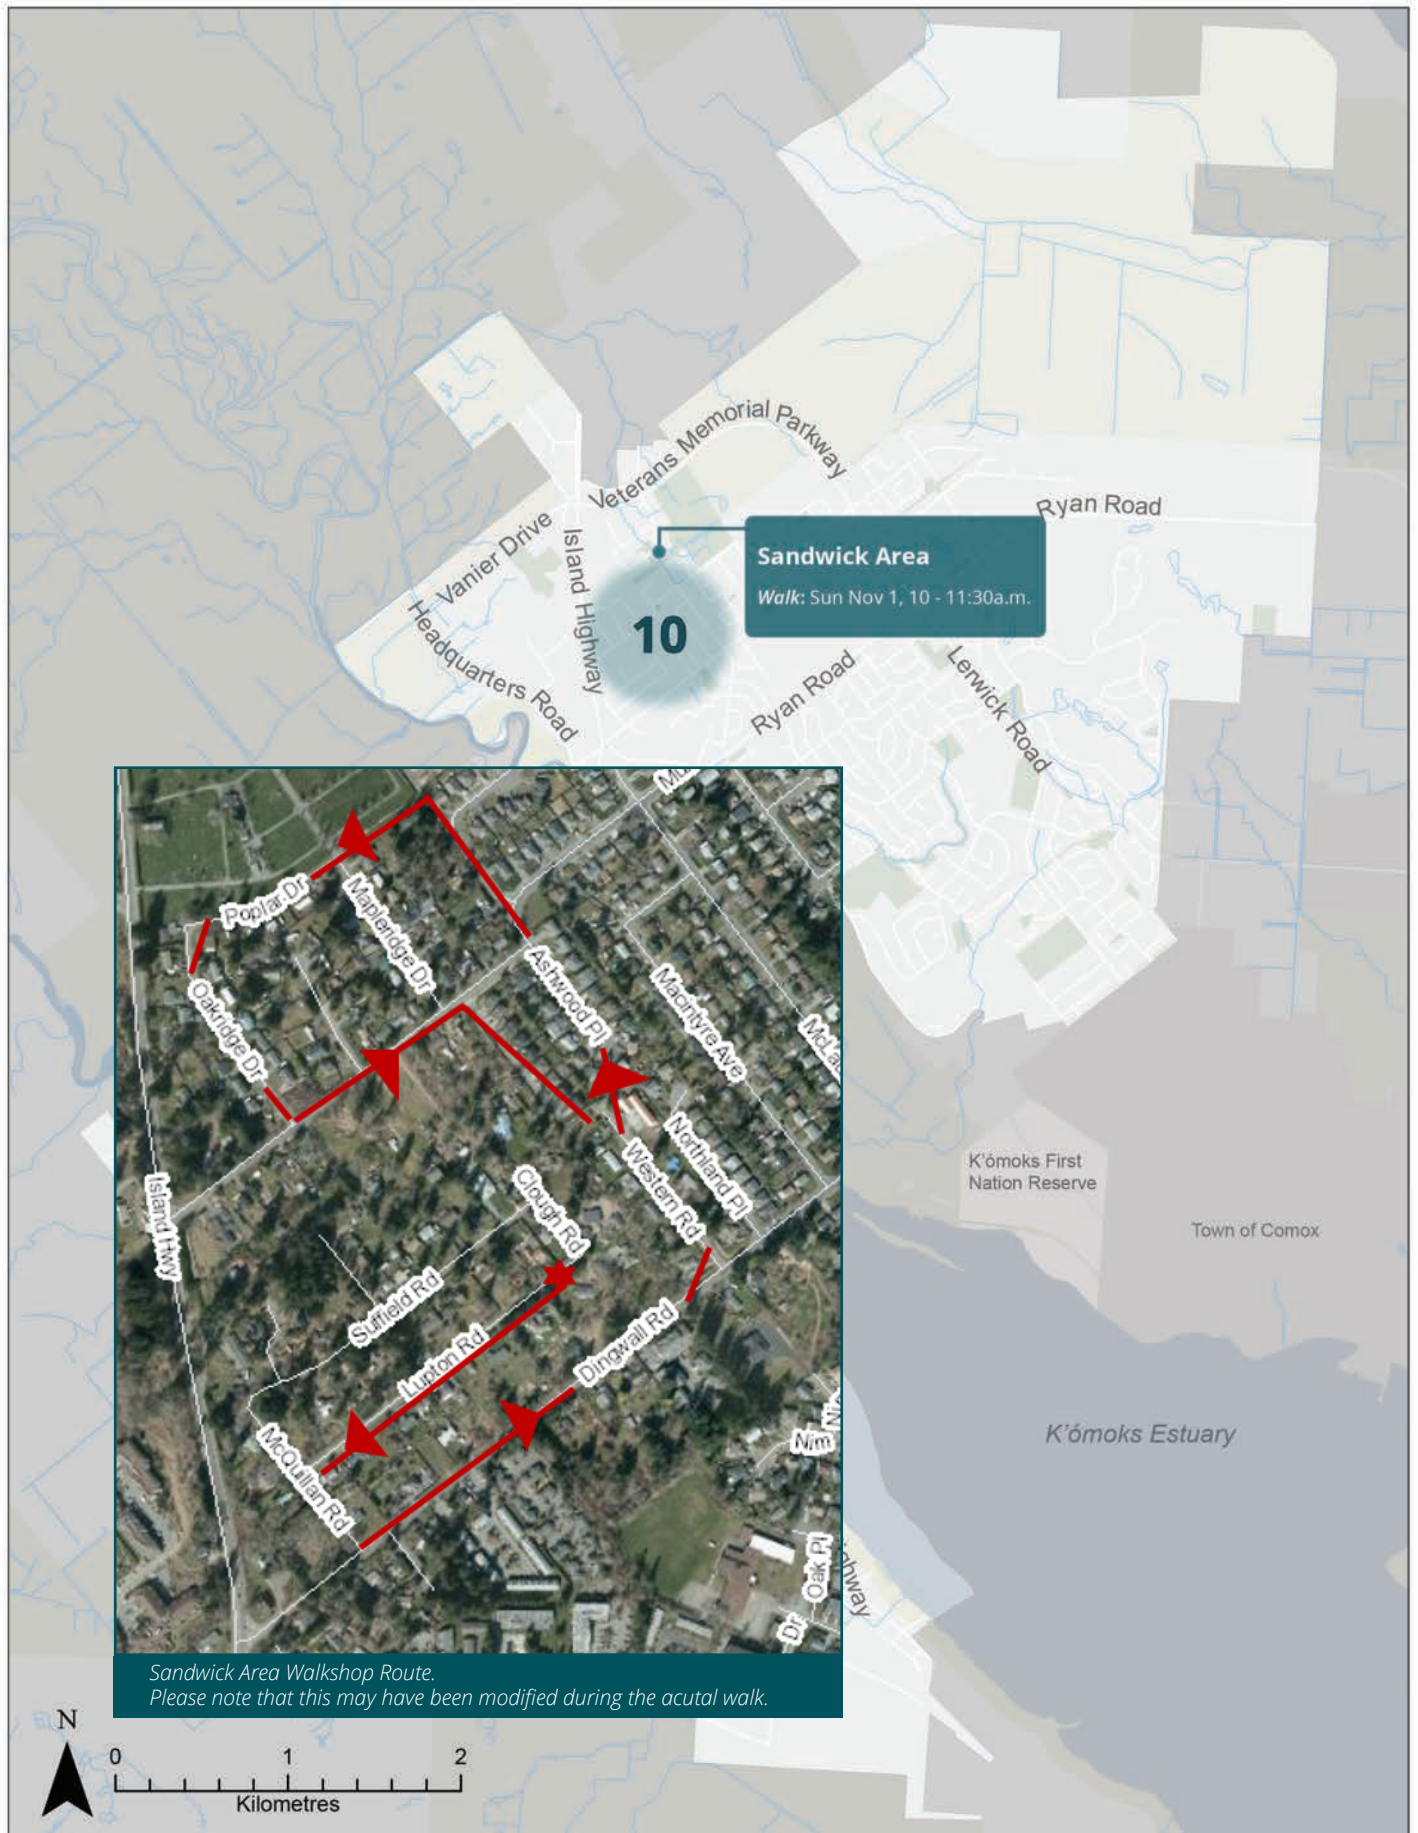 Veterans Memorial Parkway
Ryan Road
Vanier Drive
Island Highway
Sandwick Area
Walk: Sun Nov 1, 10 - 11:30a.m.
10
Headquarters Road
Ryan Road
Lerwick Road
Poplar Dr
Mapleridge Dr
Ashwood Pl
Macintyre Ave
Oakridge Dr
Northland Pl
Western Rd
Clough Rd
Island Hwy
Suffield Rd
Lupton Rd
Dingwall Rd
McQuillan Rd
Nim
Oak Pl
Dr
K'ómoks First
Nation Reserve
Town of Comox
K'ómoks Estuary
Sandwick Area Walkshop Route.
Please note that this may have been modified during the acutal walk.
N
0 1 2
Kilometres